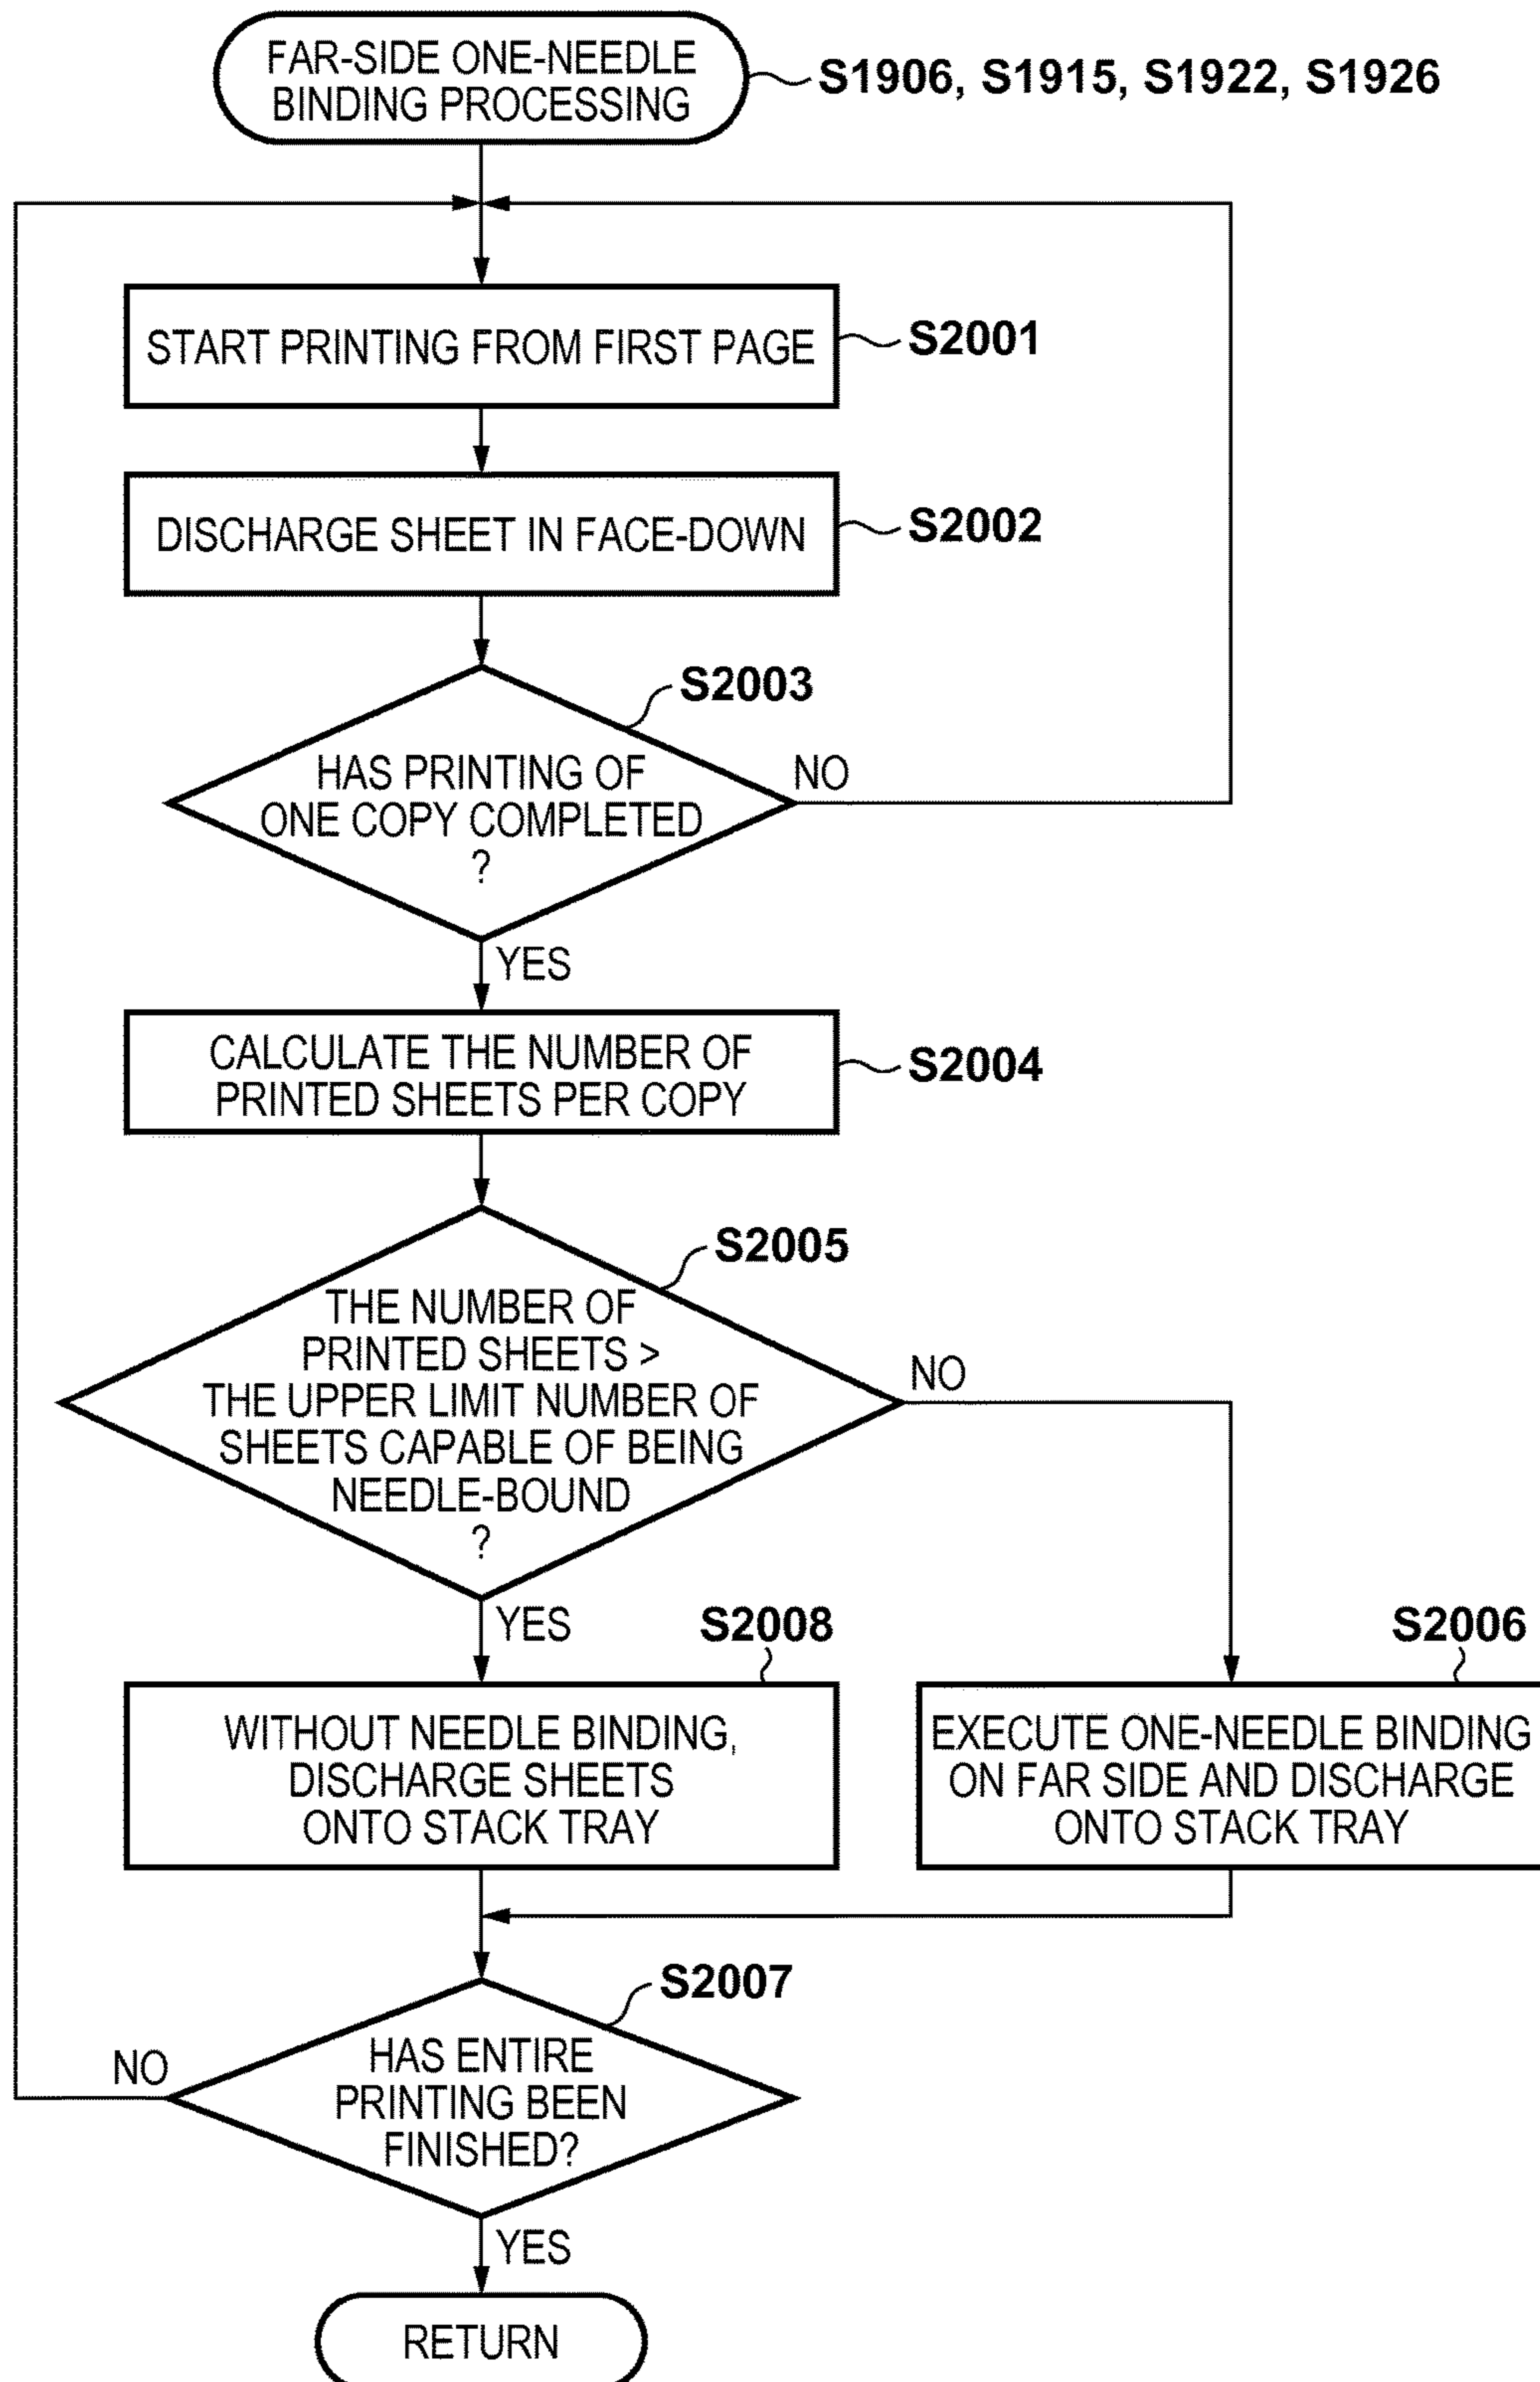 FAR-SIDE ONE-NEEDLE
BINDING PROCESSING
S1906, S1915, S1922, S1926
START PRINTING FROM FIRST PAGE
S2001
DISCHARGE SHEET IN FACE-DOWN
S2002
S2003
HAS PRINTING OF
ONE COPY COMPLETED
?
NO
YES
CALCULATE THE NUMBER OF
PRINTED SHEETS PER COPY
S2004
S2005
THE NUMBER OF
PRINTED SHEETS >
THE UPPER LIMIT NUMBER OF
SHEETS CAPABLE OF BEING
NEEDLE-BOUND
?
NO
YES
S2008
S2006
WITHOUT NEEDLE BINDING,
DISCHARGE SHEETS
ONTO STACK TRAY
EXECUTE ONE-NEEDLE BINDING
ON FAR SIDE AND DISCHARGE
ONTO STACK TRAY
S2007
HAS ENTIRE
PRINTING BEEN
FINISHED?
NO
YES
RETURN